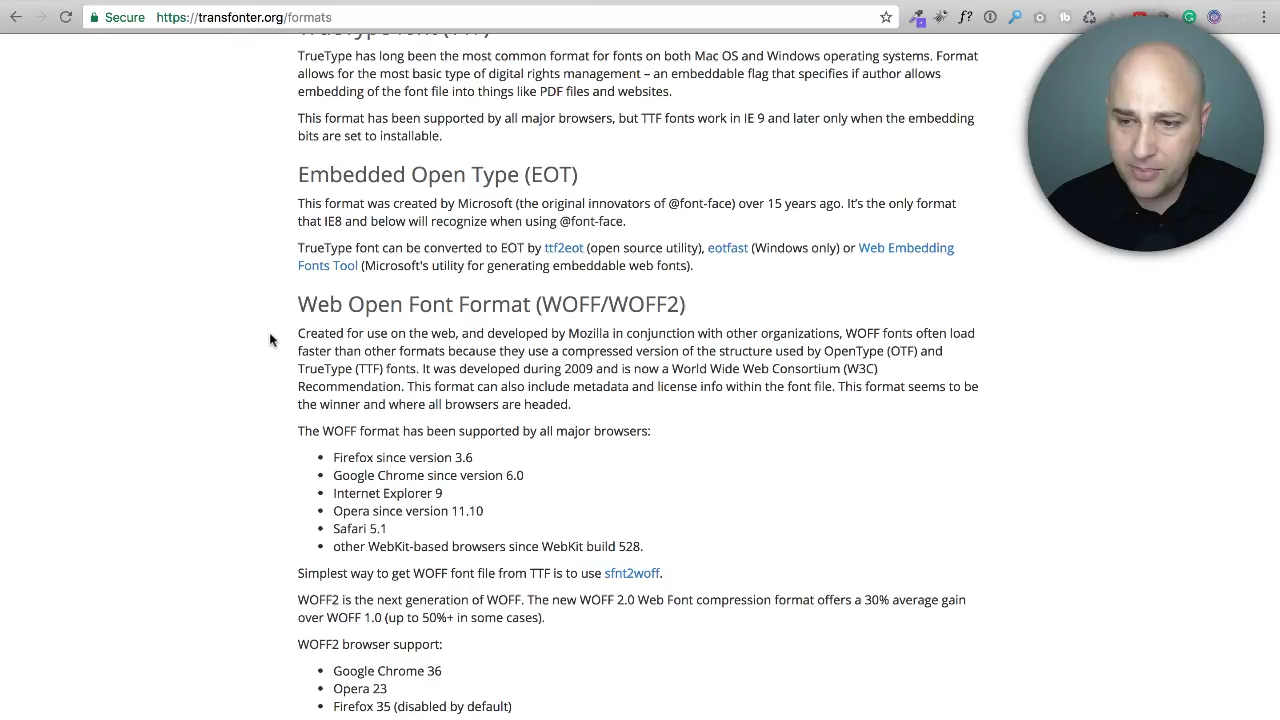 Secure https://transfonter.org/formats
f?
TrueType font (TTF)
TrueType has long been the most common format for fonts on both Mac OS and Windows operating systems. Format
allows for the most basic type of digital rights management – an embeddable flag that specifies if author allows
embedding of the font file into things like PDF files and websites.
This format has been supported by all major browsers, but TTF fonts work in IE 9 and later only when the embedding
bits are set to installable.
Embedded Open Type (EOT)
This format was created by Microsoft (the original innovators of @font-face) over 15 years ago. It's the only format
that IE8 and below will recognize when using @font-face.
TrueType font can be converted to EOT by ttf2eot (open source utility), eotfast (Windows only) or Web Embedding
Fonts Tool (Microsoft's utility for generating embeddable web fonts).
Web Open Font Format (WOFF/WOFF2)
Created for use on the web, and developed by Mozilla in conjunction with other organizations, WOFF fonts often load
faster than other formats because they use a compressed version of the structure used by OpenType (OTF) and
TrueType (TTF) fonts. It was developed during 2009 and is now a World Wide Web Consortium (W3C)
Recommendation. This format can also include metadata and license info within the font file. This format seems to be
the winner and where all browsers are headed.
The WOFF format has been supported by all major browsers:
• Firefox since version 3.6
• Google Chrome since version 6.0
• Internet Explorer 9
• Opera since version 11.10
• Safari 5.1
• other WebKit-based browsers since WebKit build 528.
Simplest way to get WOFF font file from TTF is to use sfnt2woff.
WOFF2 is the next generation of WOFF. The new WOFF 2.0 Web Font compression format offers a 30% average gain
over WOFF 1.0 (up to 50%+ in some cases).
WOFF2 browser support:
• Google Chrome 36
• Opera 23
• Firefox 35 (disabled by default)